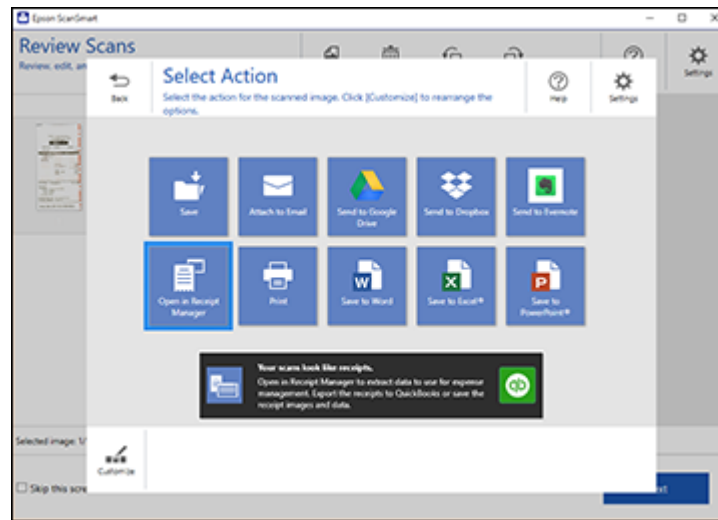 Epson ScanSmart
Review Scans
Review, edit, an
Settings
Back
Select Action
Select the action for the scanned image. Click [Customize] to rearrange the
options.
Help
Settings
Save
Attach to Email
Send to Google
Drive
Send to Dropbox
Send to Evernote
Open in Receipt
Manager
Print
Save to Word
Save to Excel®
Save to
PowerPoint®
Your scans look like receipts.
Open in Receipt Manager to extract data to use for expense
management. Export the receipts to QuickBooks or save the
receipt images and data.
Selected image: 1/
Customize
Skip this scre
xt